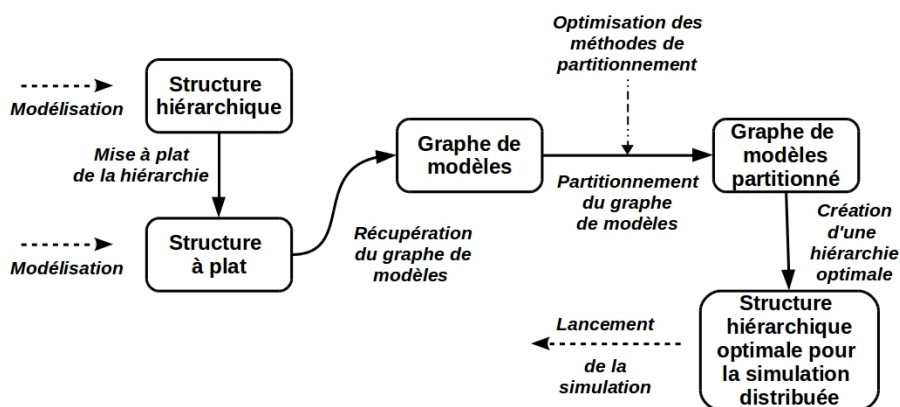 Optimisation des
méthodes de
partitionnement
Structure
hiérarchique
Modélisation
Mise à plat
de la hiérarchie
Graphe de
modèles
Graphe de
modèles
partitionné
Partitionnement
du graphe
de modèles
Structure
à plat
Modélisation
Récupération
du graphe de
modèles
Création
d'une
hiérarchie
optimale
Lancement
de la
simulation
Structure
hiérarchique
optimale pour
la simulation
distribuée